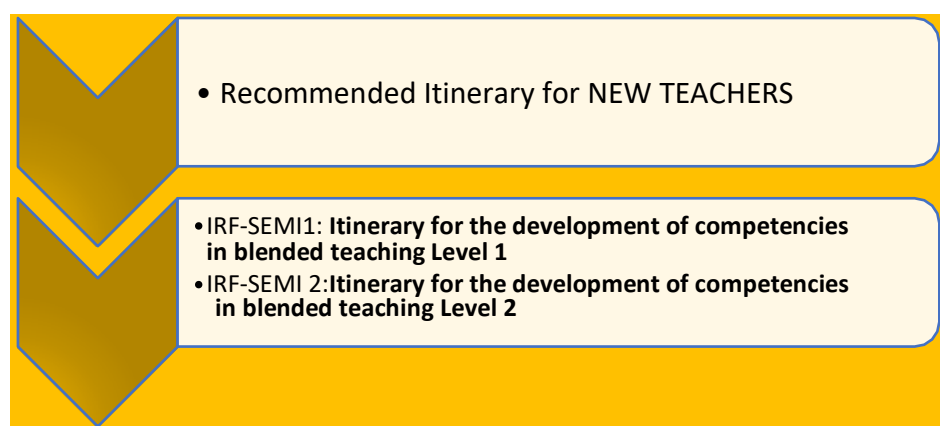 • Recommended Itinerary for NEW TEACHERS
•IRF-SEMI1: Itinerary for the development of competencies
in blended teaching Level 1
•IRF-SEMI 2:Itinerary for the development of competencies
in blended teaching Level 2